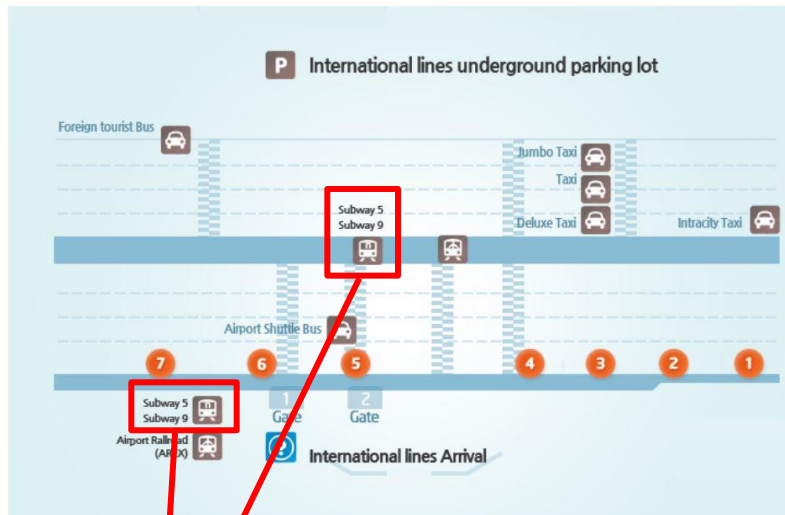 P International lines underground parking lot
Foreign tourist Bus
Jumbo Taxi
Taxi
Subway 5
Subway 9
Deluxe Taxi
Intracity Taxi
Airport Shuttle Bus
7 6 5 4 3 2 1
Subway 5
Subway 9
1 2
Gate Gate
Airport Railroad
(AREX)
International lines Arrival